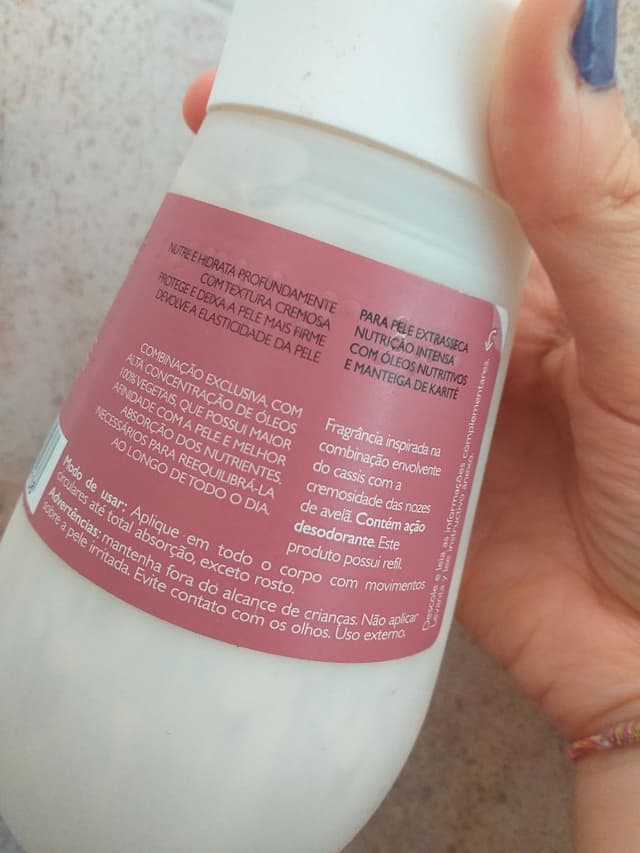 NUTRE E HIDRATA PROFUNDAMENTE
COM TEXTURA CREMOSA
PROTEGE E DEIXA A PELE MAIS FIRME
DEVOLVE A ELASTICIDADE DA PELE
PARA PELE EXTRASSECA
NUTRIÇÃO INTENSA
COM ÓLEOS NUTRITIVOS
E MANTEIGA DE KARITÉ
COMBINAÇÃO EXCLUSIVA, COM
ALTA CONCENTRAÇÃO DE ÓLEOS
100% VEGETAIS, QUE POSSUI MAIOR
AFINIDADE COM A PELE E MELHOR
ABSORÇÃO DOS NUTRIENTES,
NECESSÁRIOS PARA REEQUILIBRÁ-LA
AO LONGO DE TODO O DIA.
Fragrância inspirada na
combinação envolvente
do cassis com a
cremosidade das nozes
de avelã. Contém ação
desodorante. Este
produto possui refil.
Modo de usar: Aplique em todo o corpo com movimentos
circulares até total absorção, exceto rosto.
Advertências: mantenha fora do alcance de crianças. Não aplicar
sobre a pele irritada. Evite contato com os olhos. Uso externo.
Descole e leia as informações complementares.
Levante y lea instructivo anexo.